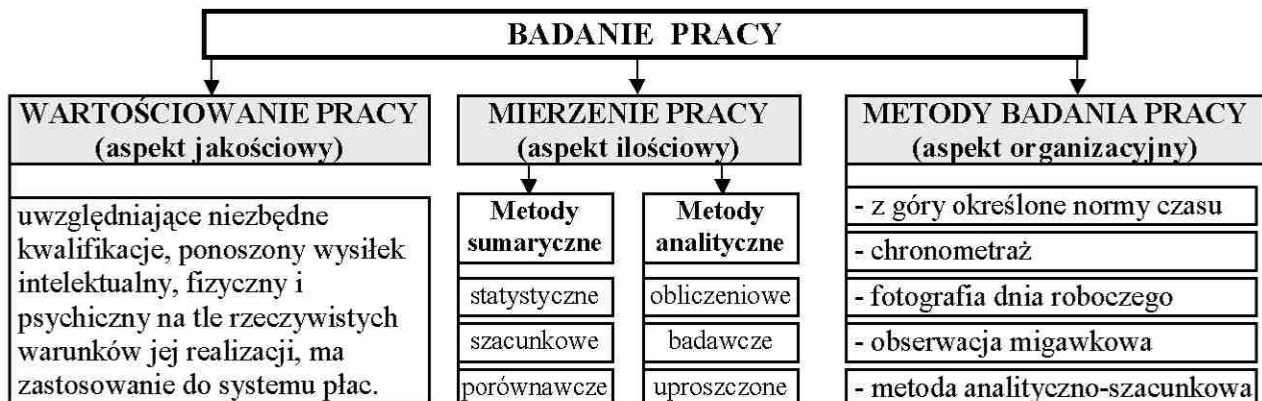 BADANIE PRACY
WARTOŚCIOWANIE PRACY
(aspekt jakościowy)
uwzględniające niezbędne
kwalifikacje, ponoszony wysiłek
intelektualny, fizyczny i
psychiczny na tle rzeczywistych
warunków jej realizacji, ma
zastosowanie do systemu płac.
MIERZENIE PRACY
(aspekt ilościowy)
Metody
sumaryczne
statystyczne
szacunkowe
porównawcze
Metody
analityczne
obliczeniowe
badawcze
uproszczone
METODY BADANIA PRACY
(aspekt organizacyjny)
- z góry określone normy czasu
- chronometraż
- fotografia dnia roboczego
- obserwacja migawkowa
- metoda analityczno-szacunkowa